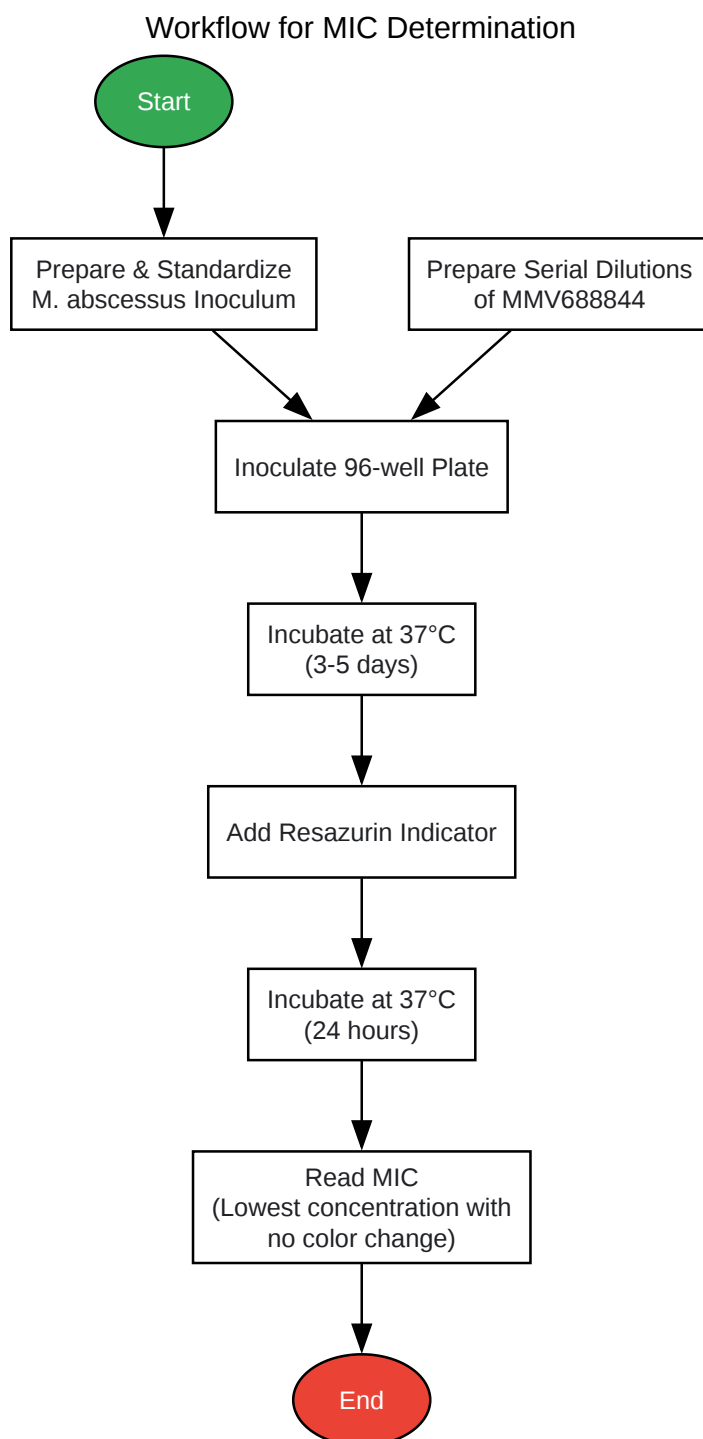 Workflow for MIC Determination
Start
Prepare & Standardize
M. abscessus Inoculum
Prepare Serial Dilutions
of MMV688844
Inoculate 96-well Plate
Incubate at 37°C
(3-5 days)
Add Resazurin Indicator
Incubate at 37°C
(24 hours)
Read MIC
(Lowest concentration with
no color change)
End